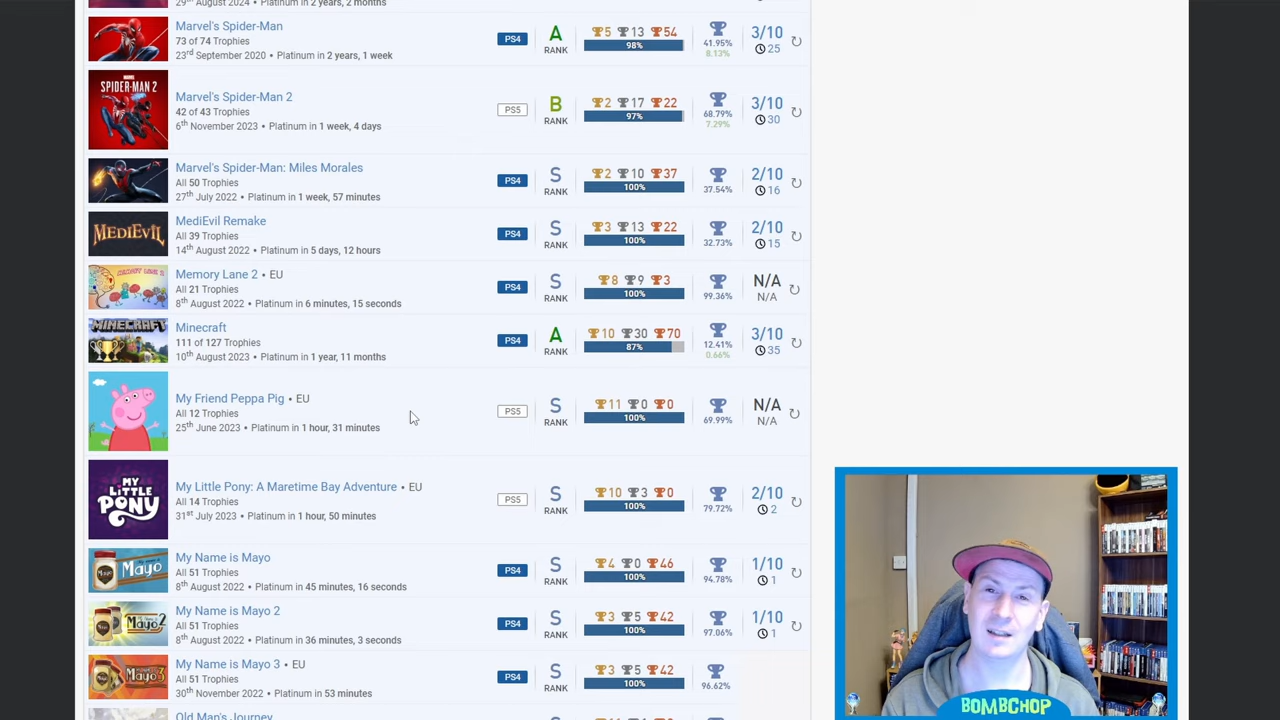 29th August 2024 • Platinum in 2 years, 2 months
Marvel's Spider-Man
73 of 74 Trophies
23rd September 2020 • Platinum in 2 years, 1 week
PS4
A
RANK
5 13 54
98%
41.95%
8.13%
3/10
25
SPIDER-MAN 2
Marvel's Spider-Man 2
42 of 43 Trophies
6th November 2023 • Platinum in 1 week, 4 days
PS5
B
RANK
2 17 22
97%
68.79%
7.29%
3/10
30
Marvel's Spider-Man: Miles Morales
All 50 Trophies
27th July 2022 • Platinum in 1 week, 57 minutes
PS4
S
RANK
2 10 37
100%
37.54%
2/10
16
MEDIEVIL
MediEvil Remake
All 39 Trophies
14th August 2022 • Platinum in 5 days, 12 hours
PS4
S
RANK
3 13 22
100%
32.73%
2/10
15
MEMORY LANE 2
Memory Lane 2 • EU
All 21 Trophies
8th August 2022 • Platinum in 6 minutes, 15 seconds
PS4
S
RANK
8 9 3
100%
99.36%
N/A
N/A
MINECRAFT
Minecraft
111 of 127 Trophies
10th August 2023 • Platinum in 1 year, 11 months
PS4
A
RANK
10 30 70
87%
12.41%
0.66%
3/10
35
My Friend Peppa Pig • EU
All 12 Trophies
25th June 2023 • Platinum in 1 hour, 31 minutes
PS5
S
RANK
11 0 0
100%
69.99%
N/A
N/A
MY
LITTLE
PONY
My Little Pony: A Maretime Bay Adventure • EU
All 14 Trophies
31st July 2023 • Platinum in 1 hour, 50 minutes
PS5
S
RANK
10 3 0
100%
79.72%
2/10
2
My Name is Mayo
All 51 Trophies
8th August 2022 • Platinum in 45 minutes, 16 seconds
PS4
S
RANK
4 0 46
100%
94.78%
1/10
1
My Name is Mayo 2
All 51 Trophies
8th August 2022 • Platinum in 36 minutes, 3 seconds
PS4
S
RANK
3 5 42
100%
97.06%
1/10
1
My Name is Mayo 3 • EU
All 51 Trophies
30th November 2022 • Platinum in 53 minutes
PS4
S
RANK
3 5 42
100%
96.62%
Old Man's Journey
BOMBCHOP